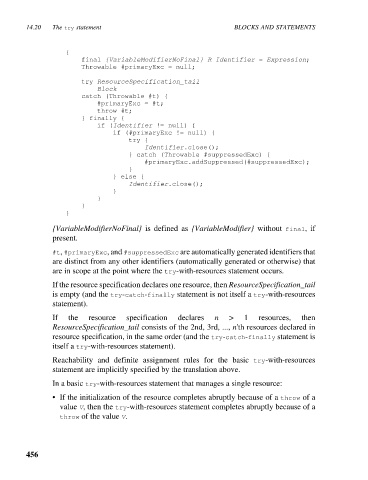 14.20 The try statement BLOCKS AND STATEMENTS
{
final {VariableModifierNoFinal} R Identifier = Expression;
Throwable #primaryExc = null;
try ResourceSpecification_tail
Block
catch (Throwable #t) {
#primaryExc = #t;
throw #t;
} finally {
if (Identifier != null) {
if (#primaryExc != null) {
try {
Identifier.close();
} catch (Throwable #suppressedExc) {
#primaryExc.addSuppressed(#suppressedExc);
}
} else {
Identifier.close();
}
}
}
}
{VariableModifierNoFinal} is defined as {VariableModifier} without final, if
present.
#t, #primaryExc, and #suppressedExc are automatically generated identifiers that
are distinct from any other identifiers (automatically generated or otherwise) that
are in scope at the point where the try-with-resources statement occurs.
If the resource specification declares one resource, then ResourceSpecification_tail
is empty (and the try-catch-finally statement is not itself a try-with-resources
statement).
If the resource specification declares n > 1 resources, then
ResourceSpecification_tail consists of the 2nd, 3rd, ..., n'th resources declared in
resource specification, in the same order (and the try-catch-finally statement is
itself a try-with-resources statement).
Reachability and definite assignment rules for the basic try-with-resources
statement are implicitly specified by the translation above.
In a basic try-with-resources statement that manages a single resource:
• If the initialization of the resource completes abruptly because of a throw of a
value V, then the try-with-resources statement completes abruptly because of a
throw of the value V.
456